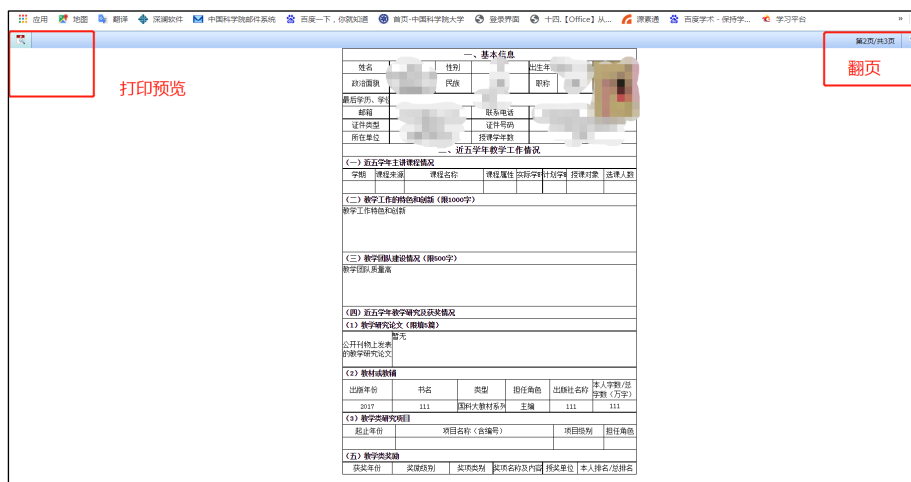 应用 地图 翻译 深澜软件 中国科学院邮件系统 百度一下，你就知道 首页-中国科学院大学 登录界面 十四.【Office】从... 源素通 百度学术 - 保持学... 学习平台 »
第2页/共3页
打印预览
翻页
一、基本信息
姓名 性别 出生年
政治面貌 民族 职称
最后学历、学位
邮箱 联系电话
证件类型 证件号码
所在单位 授课学年数
二、近五学年教学工作情况
（一）近五学年主讲课程情况
学期 课程来源 课程名称 课程属性 实际学时 计划学时 授课对象 选课人数
（二）教学工作的特色和创新（限1000字）
教学工作特色和创新
（三）教学团队建设情况（限500字）
教学团队质量高
（四）近五学年教学研究及获奖情况
（1）教学研究论文（限填5篇）
公开刊物上发表的教学研究论文 暂无
（2）教材或教辅
出版年份 书名 类型 担任角色 出版社名称 本人字数/总字数（万字）
2017 111 国科大教材系列 主编 111 111
（3）教学类研究项目
起止年份 项目名称（含编号） 项目级别 担任角色
（五）教学类奖励
获奖年份 奖励级别 奖项类别 奖项名称及内容 授奖单位 本人排名/总排名